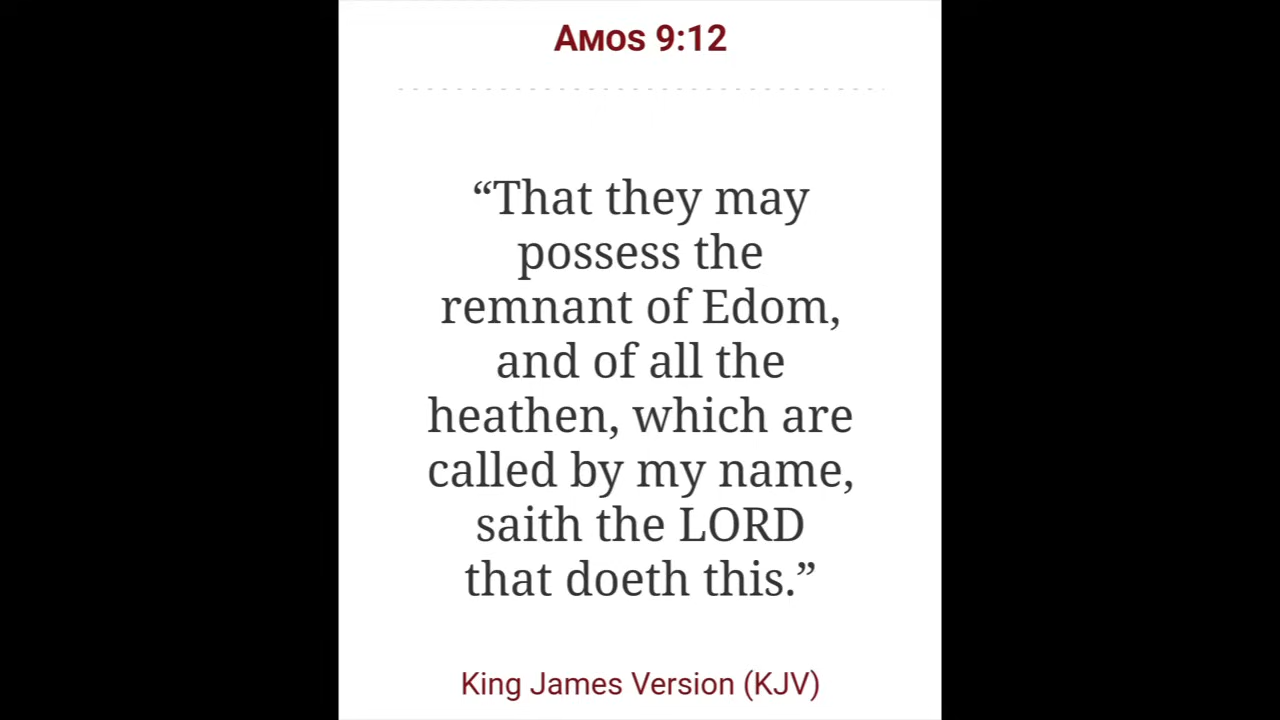 Amos 9:12
“That they may
possess the
remnant of Edom,
and of all the
heathen, which are
called by my name,
saith the LORD
that doeth this.”
King James Version (KJV)